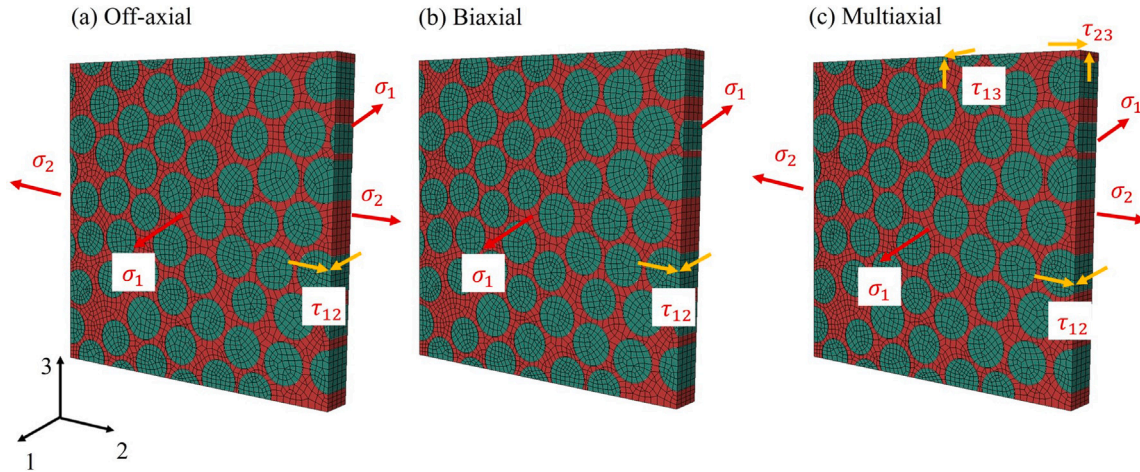 (a) Off-axial
(b) Biaxial
(c) Multiaxial
σ₁
σ₂
σ₂
σ₁
τ₁₂
3
1
2
σ₁
σ₁
τ₁₂
τ₂₃
τ₁₃
σ₁
σ₂
σ₂
σ₁
τ₁₂